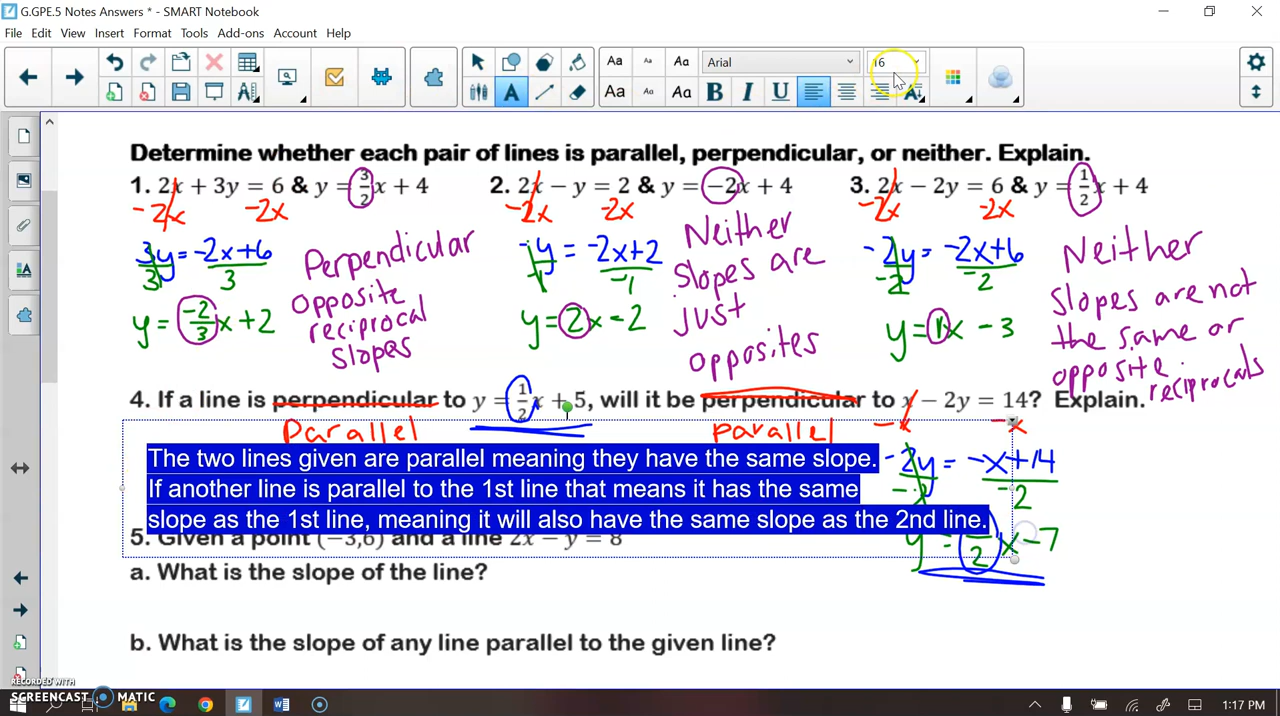 G.GPE.5 Notes Answers * - SMART Notebook
File Edit View Insert Format Tools Add-ons Account Help
Arial 16
Determine whether each pair of lines is parallel, perpendicular, or neither. Explain.
1. 2x + 3y = 6 & y = 3/2 x + 4
-2x -2x
3y = -2x+6
3 3
y = -2/3 x + 2
Perpendicular
opposite
reciprocal
slopes
2. 2x − y = 2 & y = −2x + 4
-2x -2x
-y = -2x+2
-1 -1
y = 2x - 2
Neither
slopes are
just
opposites
3. 2x − 2y = 6 & y = 1/2 x + 4
-2x -2x
-2y = -2x+6
-2 -2
y = 1x - 3
Neither
slopes are not
the same or
opposite
reciprocals
4. If a line is perpendicular to y = 1/2 x + 5, will it be perpendicular to x − 2y = 14? Explain.
Parallel parallel -x -x
The two lines given are parallel meaning they have the same slope.
If another line is parallel to the 1st line that means it has the same
slope as the 1st line, meaning it will also have the same slope as the 2nd line.
-2y = -x+14
-2 -2
y = 1/2 x - 7
5. Given a point (−3,6) and a line 2x − y = 8
a. What is the slope of the line?
b. What is the slope of any line parallel to the given line?
RECORDED WITH
SCREENCAST MATIC
1:17 PM